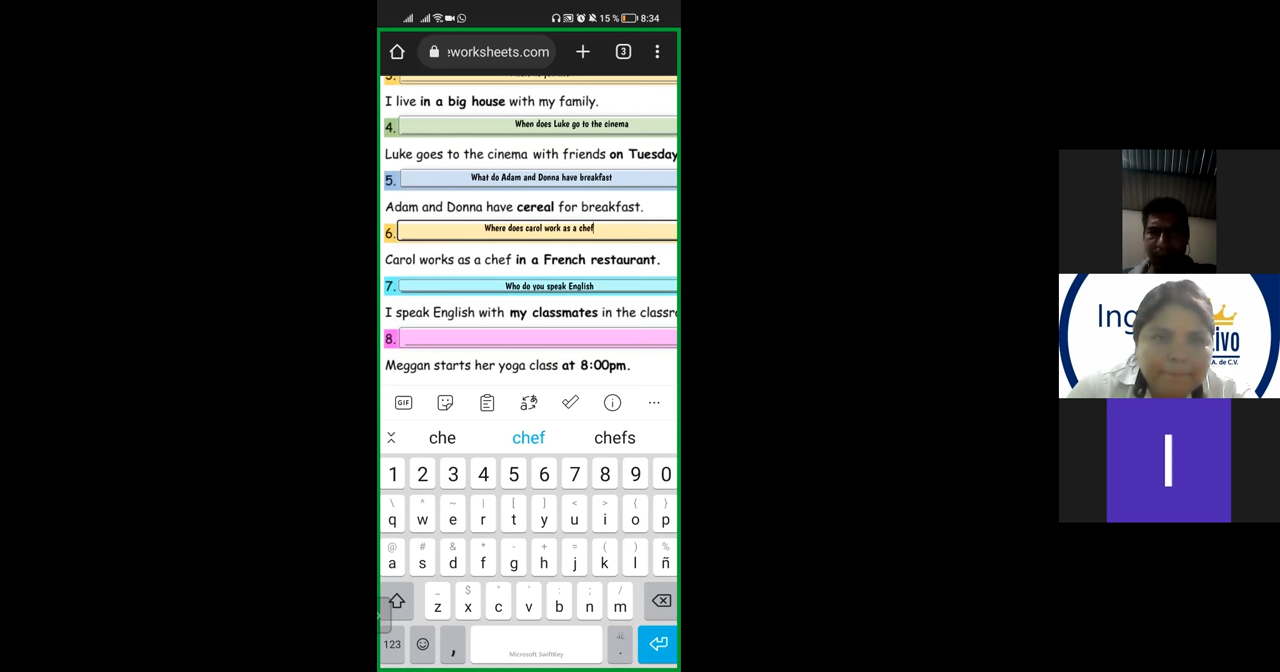 15 % 8:34
eworksheets.com 3
I live in a big house with my family.
4. When does Luke go to the cinema
Luke goes to the cinema with friends on Tuesday
5. What do Adam and Donna have breakfast
Adam and Donna have cereal for breakfast.
6. Where does carol work as a chef
Carol works as a chef in a French restaurant.
7. Who do you speak English
I speak English with my classmates in the classr
8.
Meggan starts her yoga class at 8:00pm.
GIF
che chef chefs
1 2 3 4 5 6 7 8 9 0
\ ^ ~ | [ ] < > { }
q w e r t y u i o p
@ # & * - + = ( ) %
a s d f g h j k l ñ
_ $ " ' : ; /
z x c v b n m
123 , Microsoft SwiftKey .
Ing
ivo
A. de C.V.
I